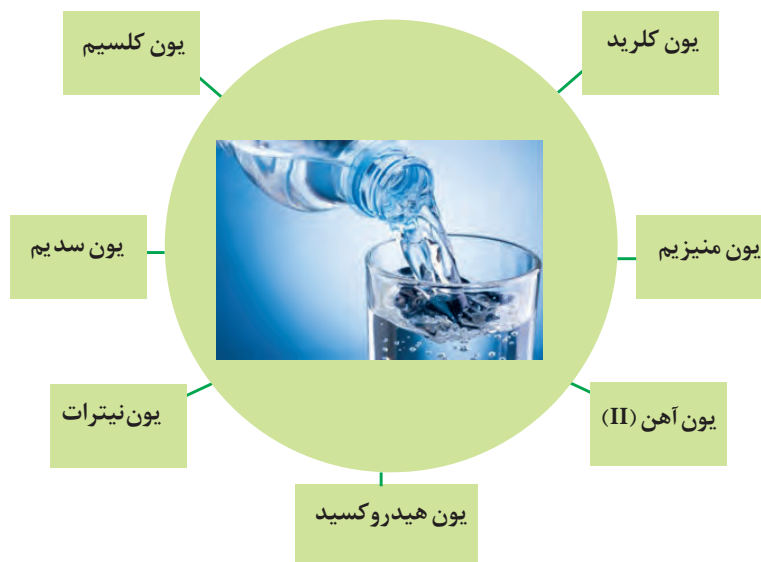 یون کلرید
یون کلسیم
یون منیزیم
یون سدیم
یون آهن (II)
یون نیترات
یون هیدروکسید